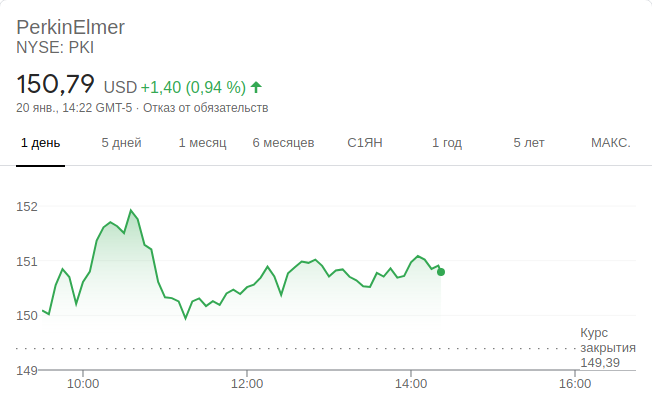 PerkinElmer
NYSE: PKI
150,79 USD +1,40 (0,94 %)
20 янв., 14:22 GMT-5 · Отказ от обязательств
1 день 5 дней 1 месяц 6 месяцев С1ЯН 1 год 5 лет МАКС.
152
151
150
Курс
закрытия
149,39
149
10:00 12:00 14:00 16:00